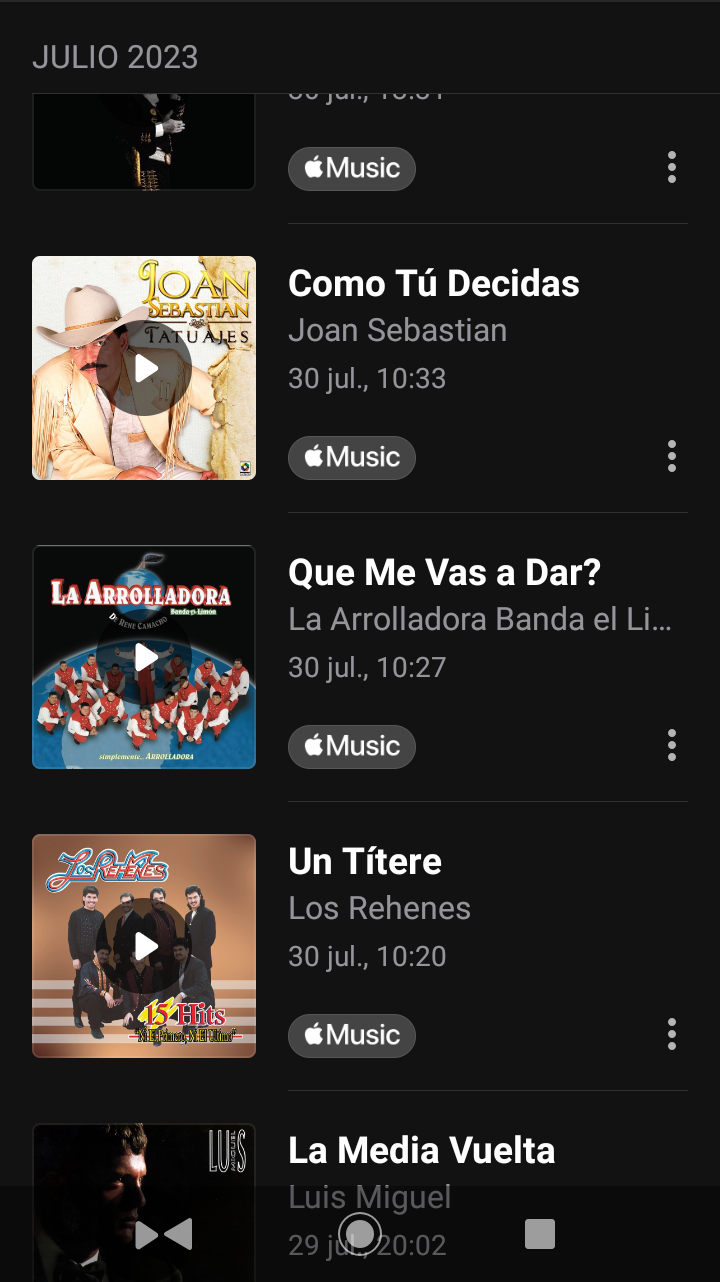 JULIO 2023
Music
JOAN
SEBASTIAN
TATUAJES
Como Tú Decidas
Joan Sebastian
30 jul., 10:33
Music
LA ARROLLADORA
Banda el Limon
De Rene Camacho
simplemente.. ARROLLADORA
Que Me Vas a Dar?
La Arrolladora Banda el Li...
30 jul., 10:27
Music
Los REHENES
15 Hits
"Ni El Primero, Ni El Ultimo"
Un Títere
Los Rehenes
30 jul., 10:20
Music
LUIS
MIGUEL
La Media Vuelta
Luis Miguel
29 jul., 20:02